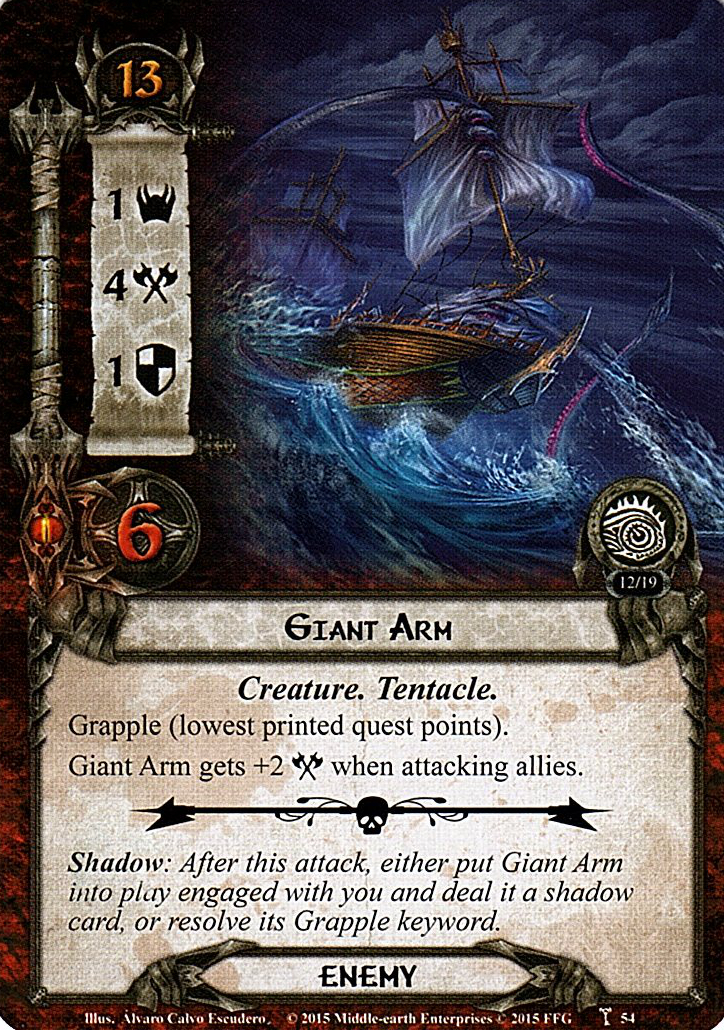 13
1
4
1
6
12/19
GIANT ARM
Creature. Tentacle.
Grapple (lowest printed quest points).
Giant Arm gets +2 when attacking allies.
Shadow: After this attack, either put Giant Arm
into play engaged with you and deal it a shadow
card, or resolve its Grapple keyword.
ENEMY
Illus. Álvaro Calvo Escudero © 2015 Middle-earth Enterprises © 2015 FFG 54